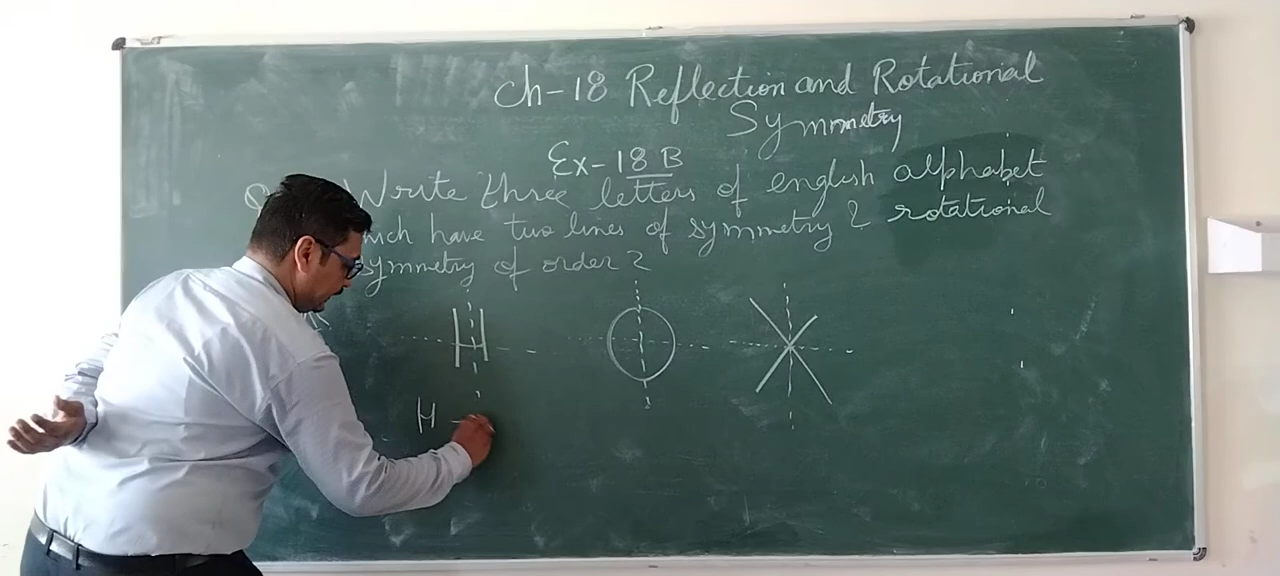 Ch-18 Reflection and Rotational
Symmetry
Ex-18 B
Q Write three letters of english alphabet
have two lines of symmetry & rotational
symmetry of order 2
H O X
H -